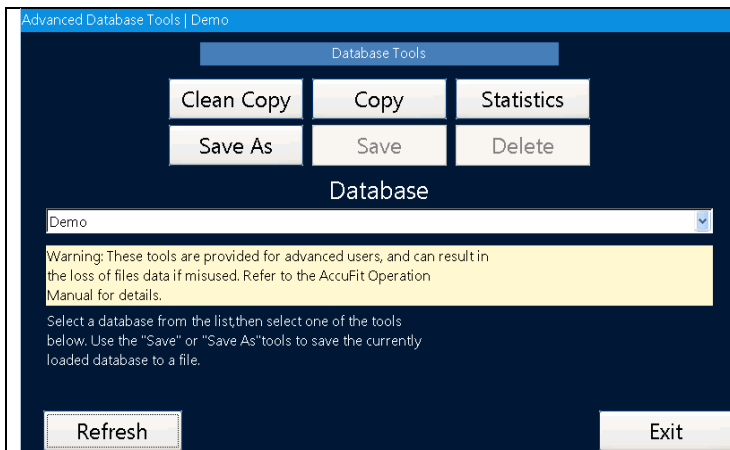 Advanced Database Tools | Demo
Database Tools
Clean Copy Copy Statistics
Save As Save Delete
Database
Demo
Warning: These tools are provided for advanced users, and can result in
the loss of files data if misused. Refer to the AccuFit Operation
Manual for details.
Select a database from the list,then select one of the tools
below. Use the "Save" or "Save As"tools to save the currently
loaded database to a file.
Refresh Exit